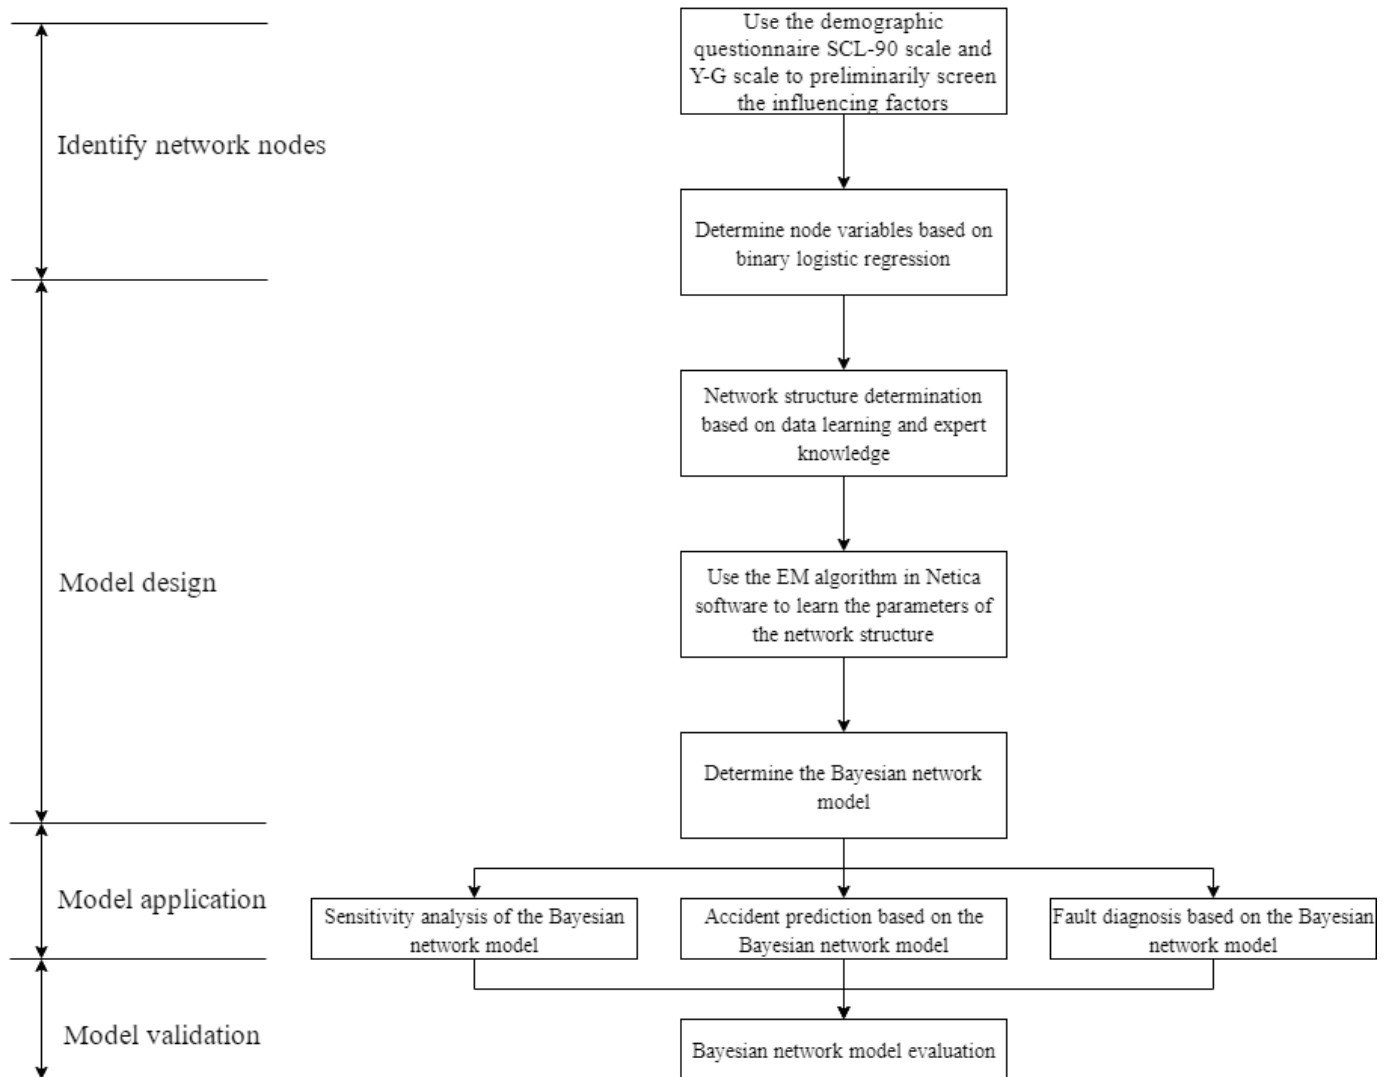 Use the demographic
questionnaire SCL-90 scale and
Y-G scale to preliminarily screen
the influencing factors
Identify network nodes
Determine node variables based on
binary logistic regression
Network structure determination
based on data learning and expert
knowledge
Model design
Use the EM algorithm in Netica
software to learn the parameters of
the network structure
Determine the Bayesian network
model
Model application
Sensitivity analysis of the Bayesian
network model
Accident prediction based on the
Bayesian network model
Fault diagnosis based on the Bayesian
network model
Model validation
Bayesian network model evaluation